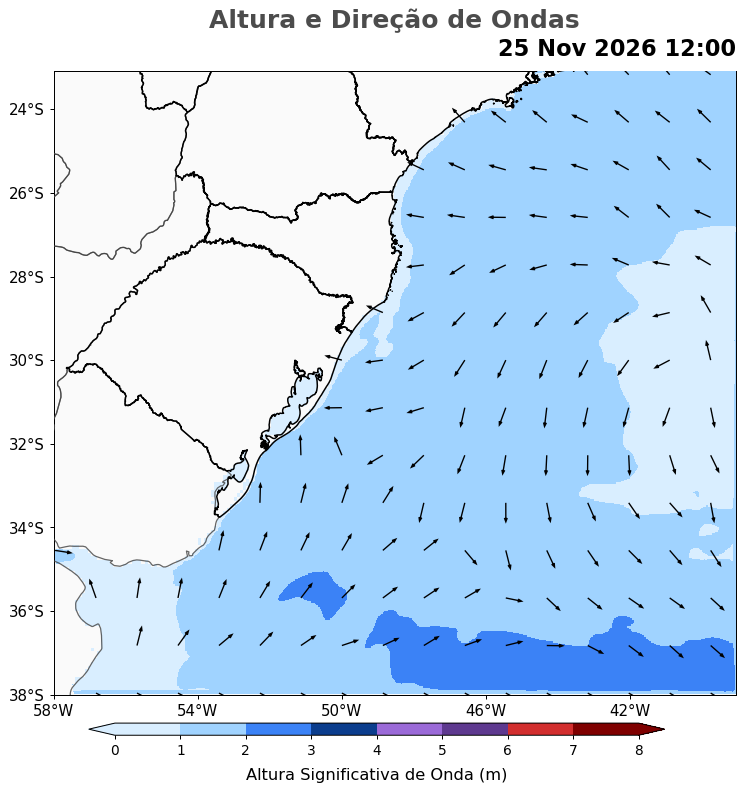 Altura e Direção de Ondas
25 Nov 2026 12:00
24°S
26°S
28°S
30°S
32°S
34°S
36°S
38°S
58°W 54°W 50°W 46°W 42°W
0 1 2 3 4 5 6 7 8
Altura Significativa de Onda (m)